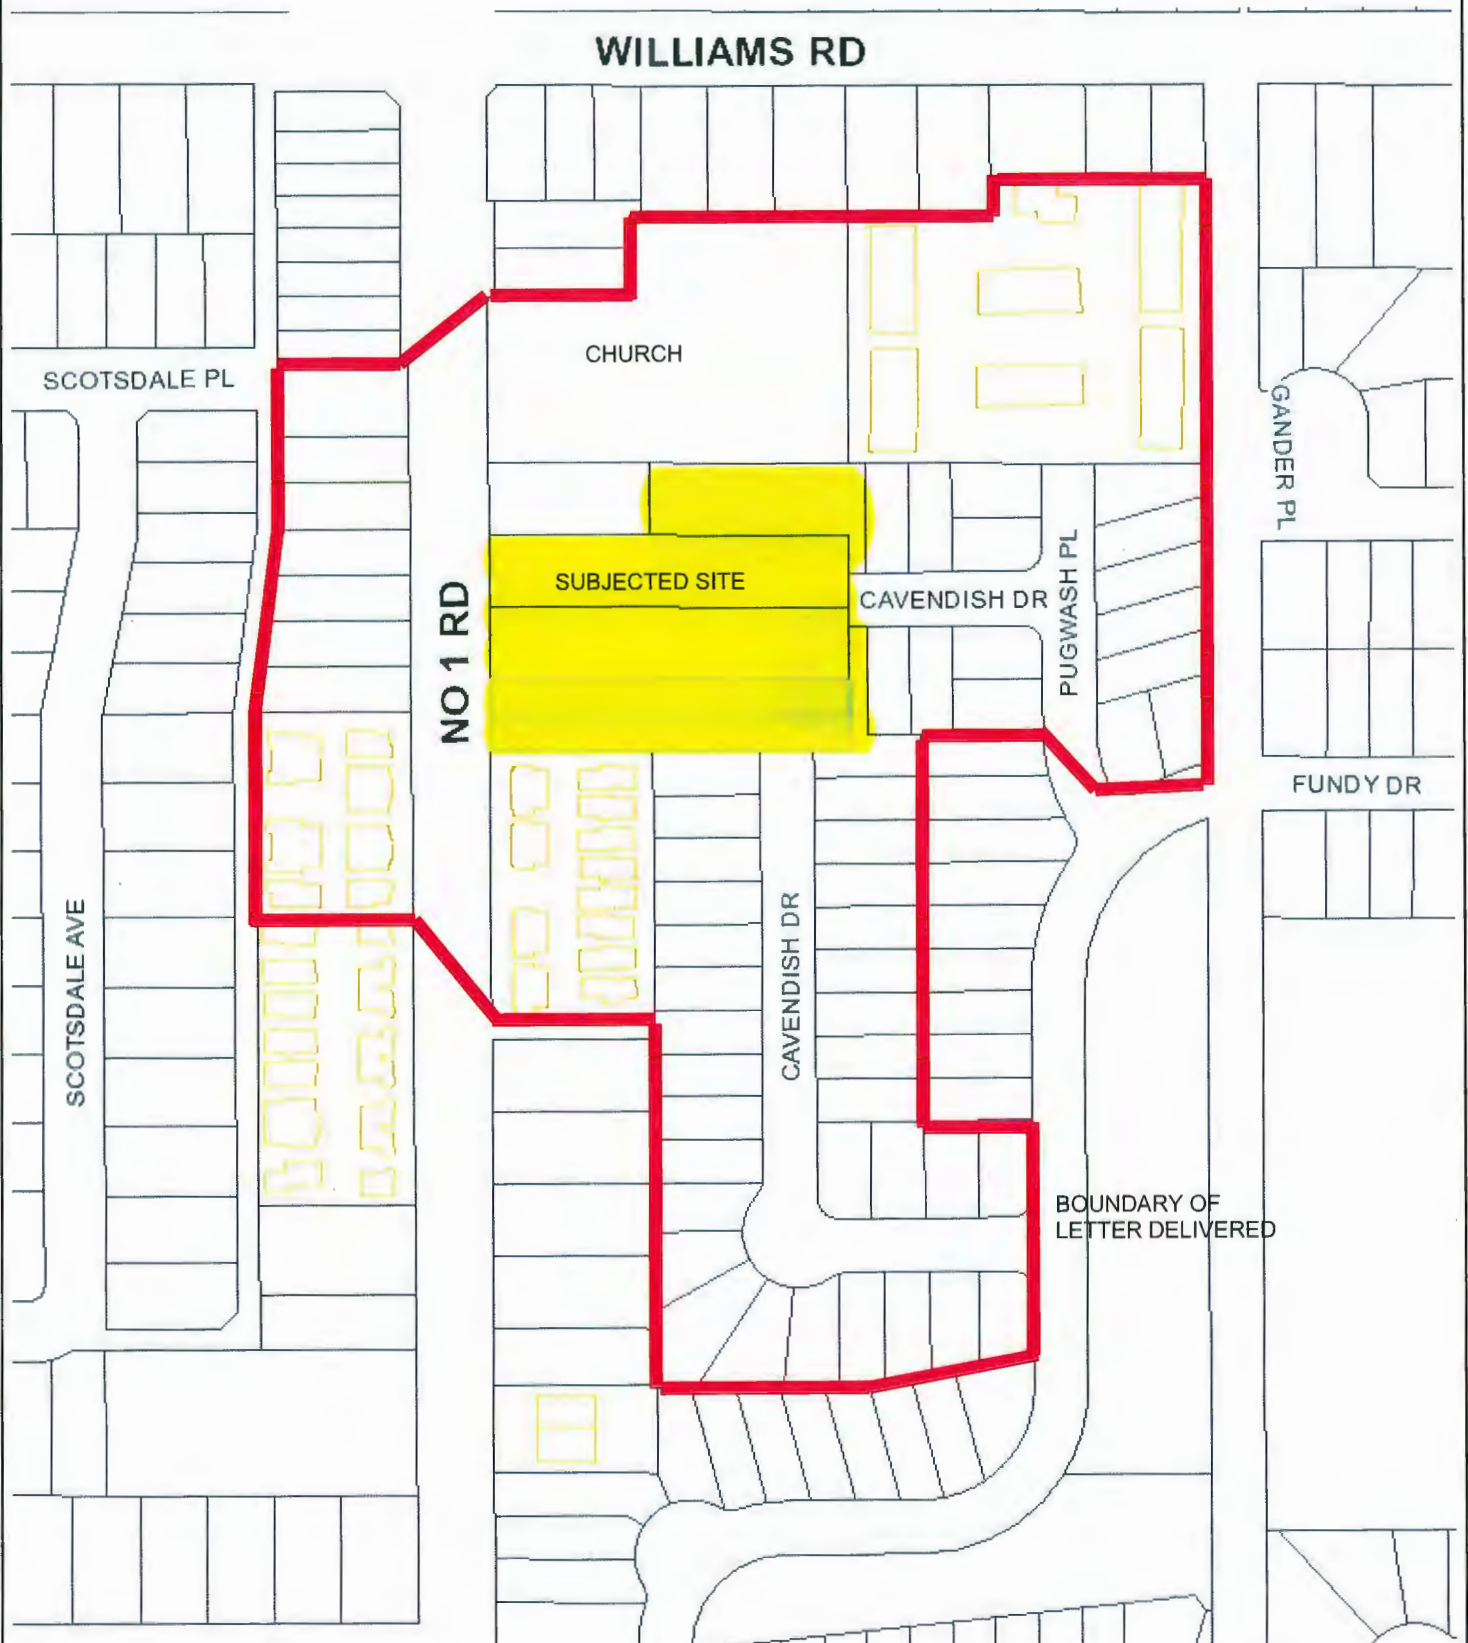 WILLIAMS RD
CHURCH
SCOTSDALE PL
GANDER PL
SUBJECTED SITE
CAVENDISH DR
NO 1 RD
PUGWASH PL
FUNDY DR
SCOTSDALE AVE
CAVENDISH DR
BOUNDARY OF
LETTER DELIVERED